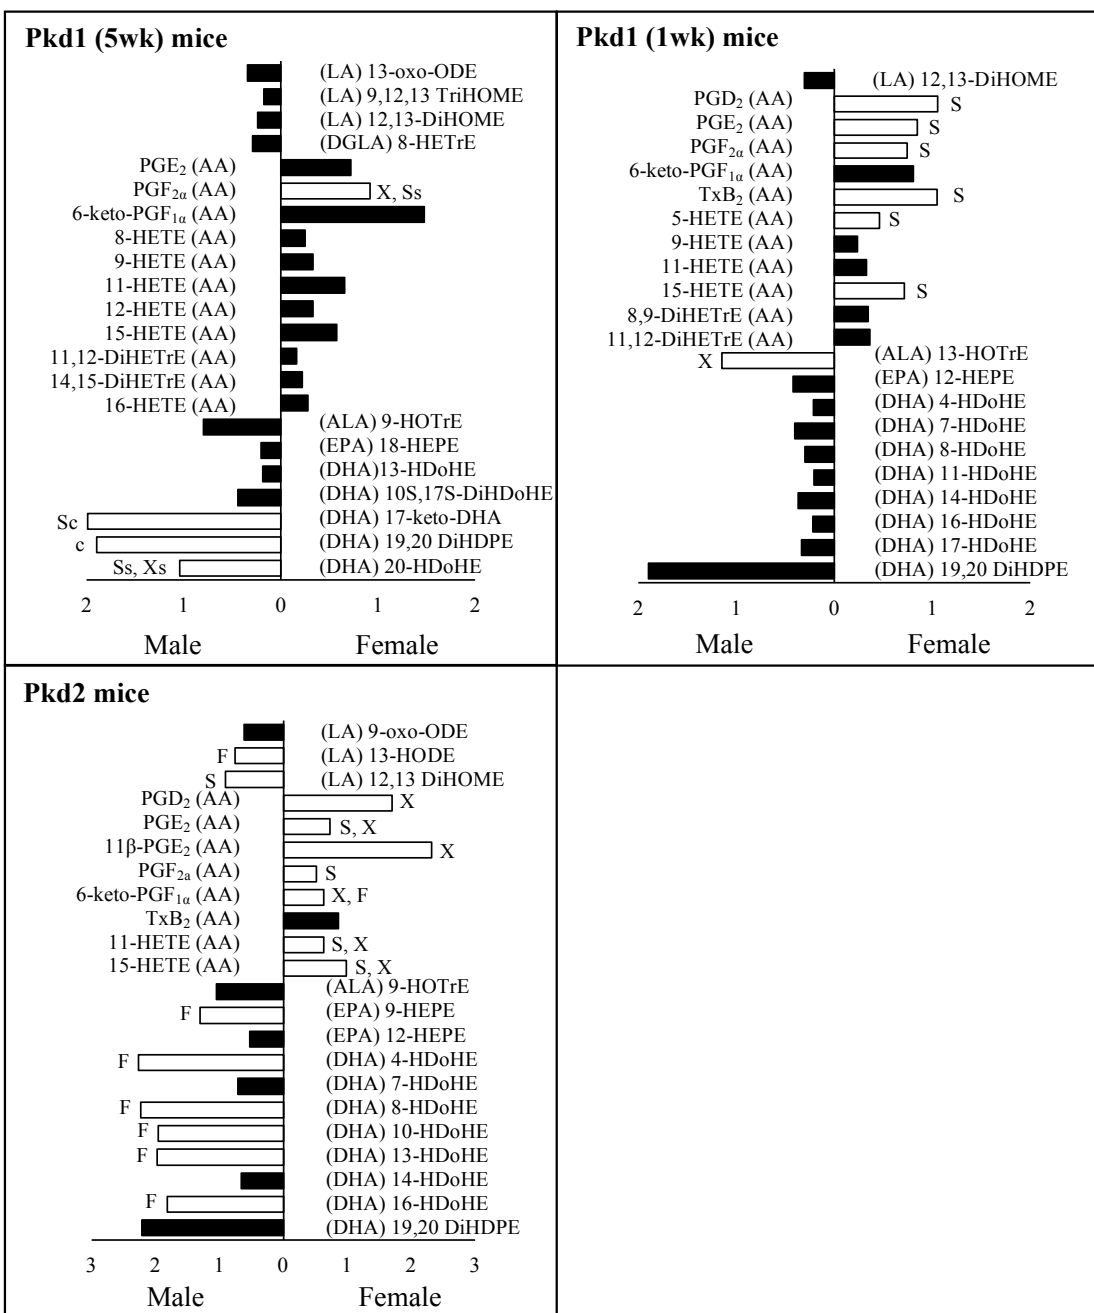 Pkd1 (5wk) mice
(LA) 13-oxo-ODE
(LA) 9,12,13 TriHOME
(LA) 12,13-DiHOME
(DGLA) 8-HETrE
PGE₂ (AA)
PGF₂α (AA) X, Ss
6-keto-PGF₁α (AA)
8-HETE (AA)
9-HETE (AA)
11-HETE (AA)
12-HETE (AA)
15-HETE (AA)
11,12-DiHETrE (AA)
14,15-DiHETrE (AA)
16-HETE (AA)
(ALA) 9-HOTrE
(EPA) 18-HEPE
(DHA)13-HDoHE
(DHA) 10S,17S-DiHDoHE
Sc (DHA) 17-keto-DHA
c (DHA) 19,20 DiHDPE
Ss, Xs (DHA) 20-HDoHE
2 1 0 1 2
Male Female
Pkd1 (1wk) mice
(LA) 12,13-DiHOME
PGD₂ (AA) S
PGE₂ (AA) S
PGF₂α (AA) S
6-keto-PGF₁α (AA)
TxB₂ (AA) S
5-HETE (AA) S
9-HETE (AA)
11-HETE (AA)
15-HETE (AA) S
8,9-DiHETrE (AA)
11,12-DiHETrE (AA)
X (ALA) 13-HOTrE
(EPA) 12-HEPE
(DHA) 4-HDoHE
(DHA) 7-HDoHE
(DHA) 8-HDoHE
(DHA) 11-HDoHE
(DHA) 14-HDoHE
(DHA) 16-HDoHE
(DHA) 17-HDoHE
(DHA) 19,20 DiHDPE
2 1 0 1 2
Male Female
Pkd2 mice
(LA) 9-oxo-ODE
F (LA) 13-HODE
S (LA) 12,13 DiHOME
PGD₂ (AA) X
PGE₂ (AA) S, X
11β-PGE₂ (AA) X
PGF₂a (AA) S
6-keto-PGF₁α (AA) X, F
TxB₂ (AA)
11-HETE (AA) S, X
15-HETE (AA) S, X
(ALA) 9-HOTrE
F (EPA) 9-HEPE
(EPA) 12-HEPE
F (DHA) 4-HDoHE
(DHA) 7-HDoHE
F (DHA) 8-HDoHE
F (DHA) 10-HDoHE
F (DHA) 13-HDoHE
(DHA) 14-HDoHE
F (DHA) 16-HDoHE
(DHA) 19,20 DiHDPE
3 2 1 0 1 2 3
Male Female